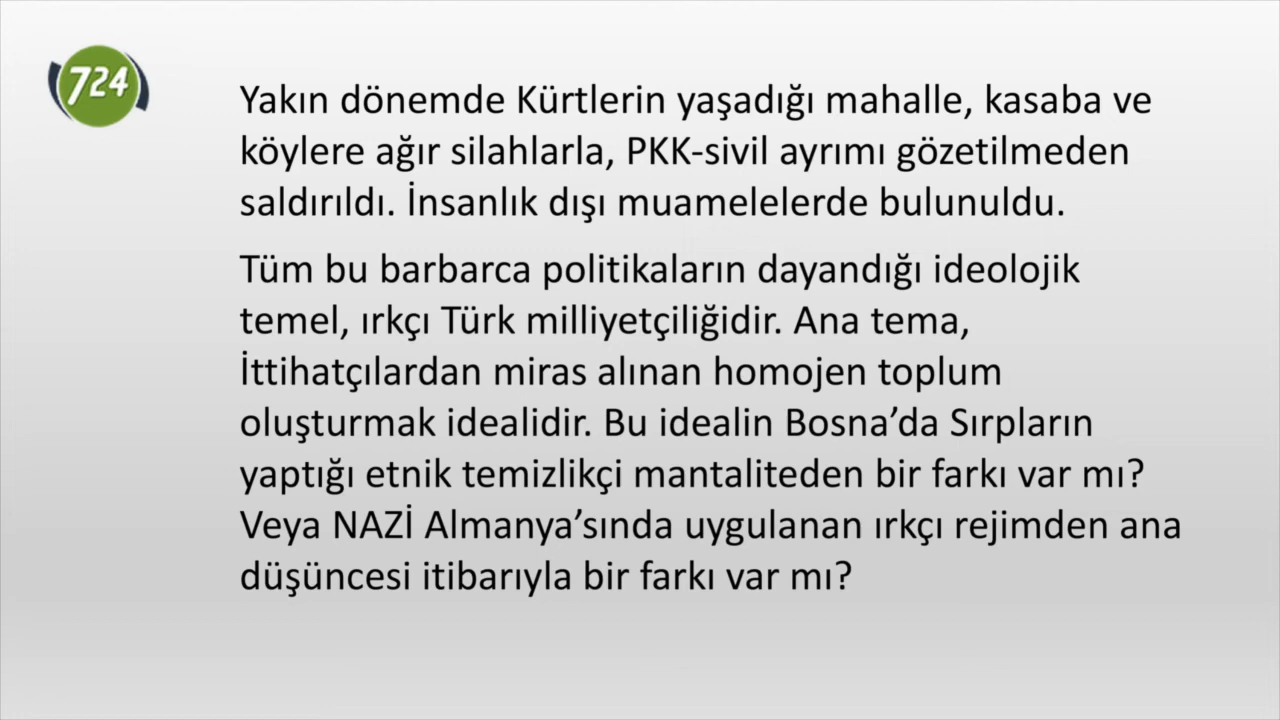 724
Yakın dönemde Kürtlerin yaşadığı mahalle, kasaba ve
köylere ağır silahlarla, PKK-sivil ayrımı gözetilmeden
saldırıldı. İnsanlık dışı muamelelerde bulunuldu.
Tüm bu barbarca politikaların dayandığı ideolojik
temel, ırkçı Türk milliyetçiliğidir. Ana tema,
İttihatçılardan miras alınan homojen toplum
oluşturmak idealidir. Bu idealin Bosna’da Sırpların
yaptığı etnik temizlikçi mantaliteden bir farkı var mı?
Veya NAZİ Almanya’sında uygulanan ırkçı rejimden ana
düşüncesi itibarıyla bir farkı var mı?